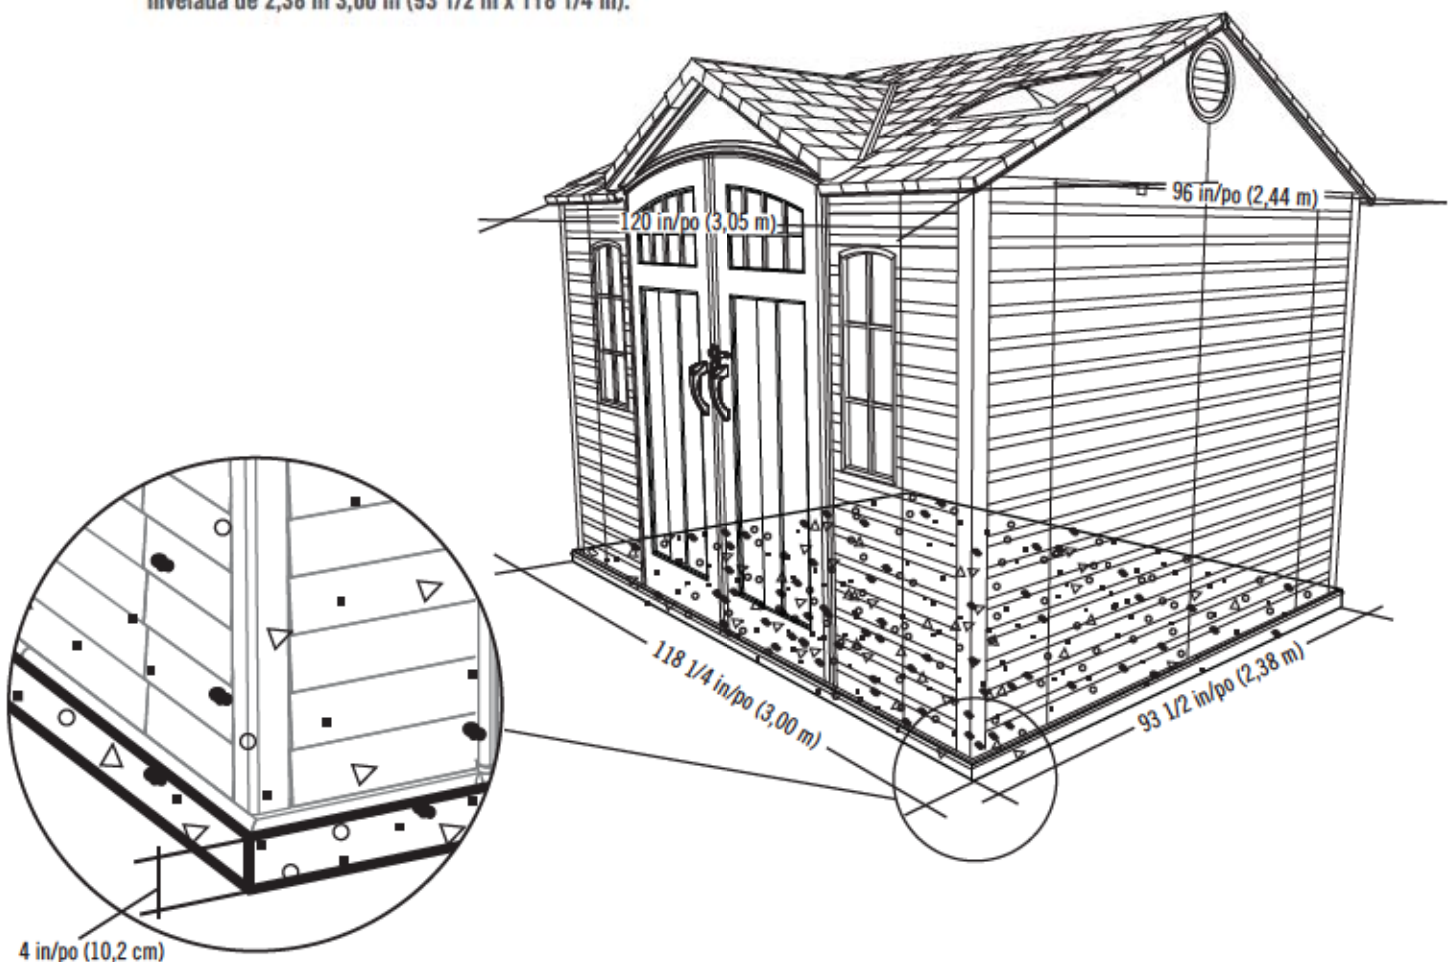 nivelada de 2,38 m 3,00 m (93 1/2 in x 118 1/4 in).
96 in/po (2,44 m)
120 in/po (3,05 m)
118 1/4 in/po (3,00 m)
93 1/2 in/po (2,38 m)
4 in/po (10,2 cm)